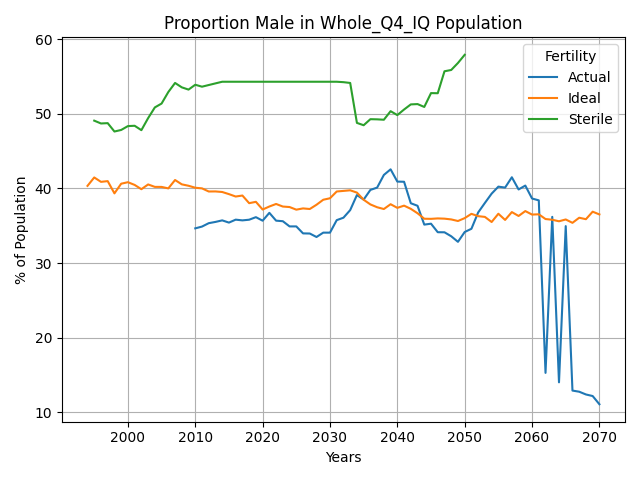 Proportion Male in Whole_Q4_IQ Population
Fertility
Actual
Ideal
Sterile
% of Population
60
50
40
30
20
10
2000 2010 2020 2030 2040 2050 2060 2070
Years